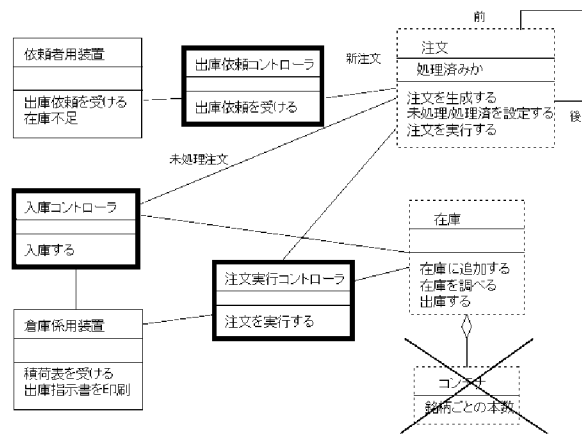 依頼者用装置
出庫依頼を受ける
在庫不足
出庫依頼コントローラ
出庫依頼を受ける
新注文
前
注文
処理済みか
注文を生成する
未処理/処理済を設定する
注文を実行する
後
未処理注文
入庫コントローラ
入庫する
在庫
在庫に追加する
在庫を調べる
出庫する
注文実行コントローラ
注文を実行する
倉庫係用装置
積荷表を受ける
出庫指示書を印刷
コンテナ
銘柄ごとの本数